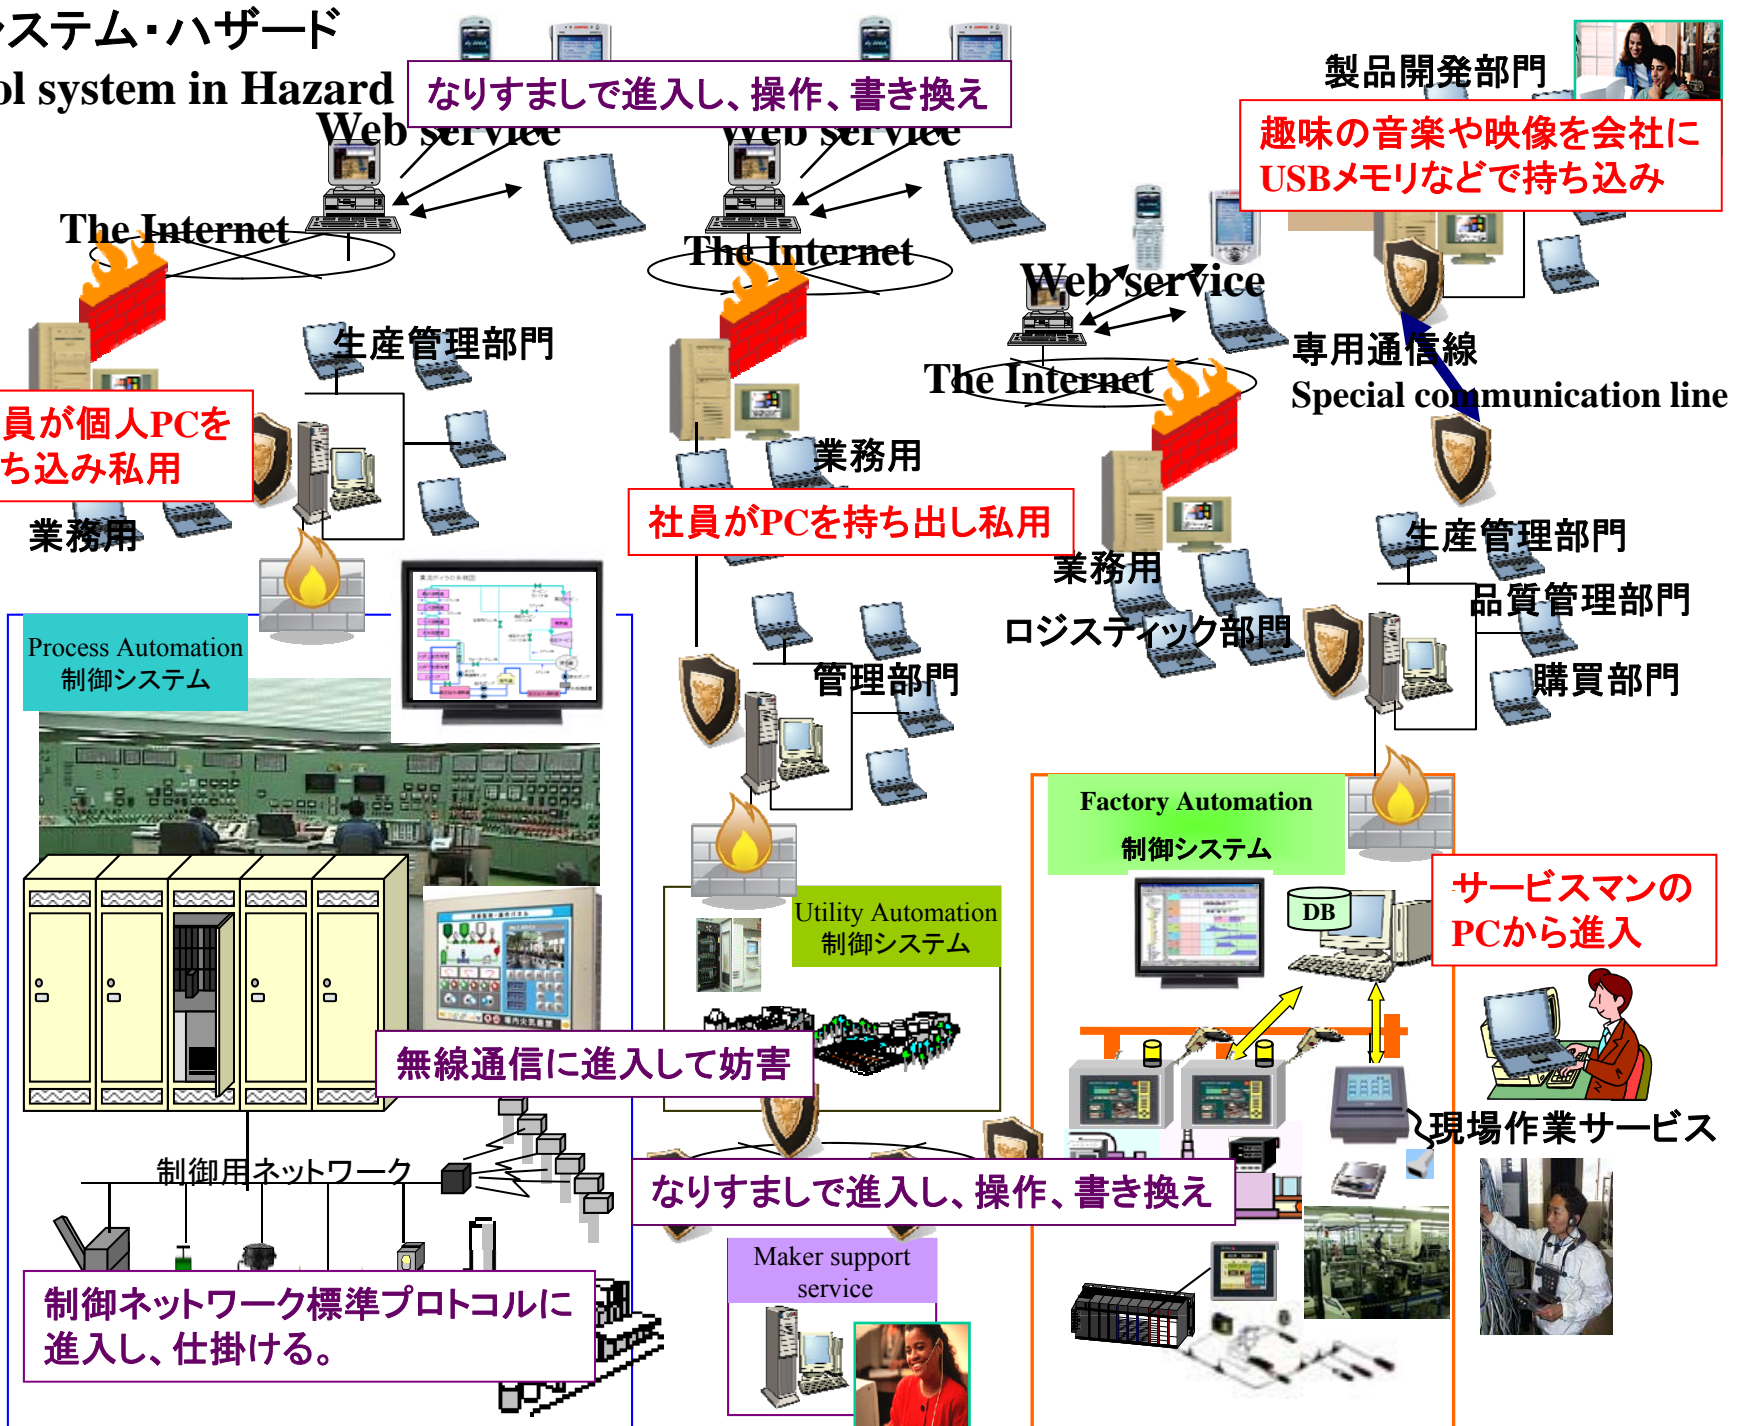 ステム・ハザード
ol system in Hazard
なりすましで進入し、操作、書き換え
Web service
Web service
製品開発部門
趣味の音楽や映像を会社に
USBメモリなどで持ち込み
The Internet
The Internet
Web service
生産管理部門
専用通信線
Special communication line
The Internet
員が個人PCを
ち込み私用
業務用
業務用
社員がPCを持ち出し私用
業務用
生産管理部門
品質管理部門
ロジスティック部門
購買部門
管理部門
Process Automation
制御システム
Factory Automation
制御システム
サービスマンの
PCから進入
DB
Utility Automation
制御システム
無線通信に進入して妨害
現場作業サービス
制御用ネットワーク
なりすましで進入し、操作、書き換え
Maker support
service
制御ネットワーク標準プロトコルに
進入し、仕掛ける。